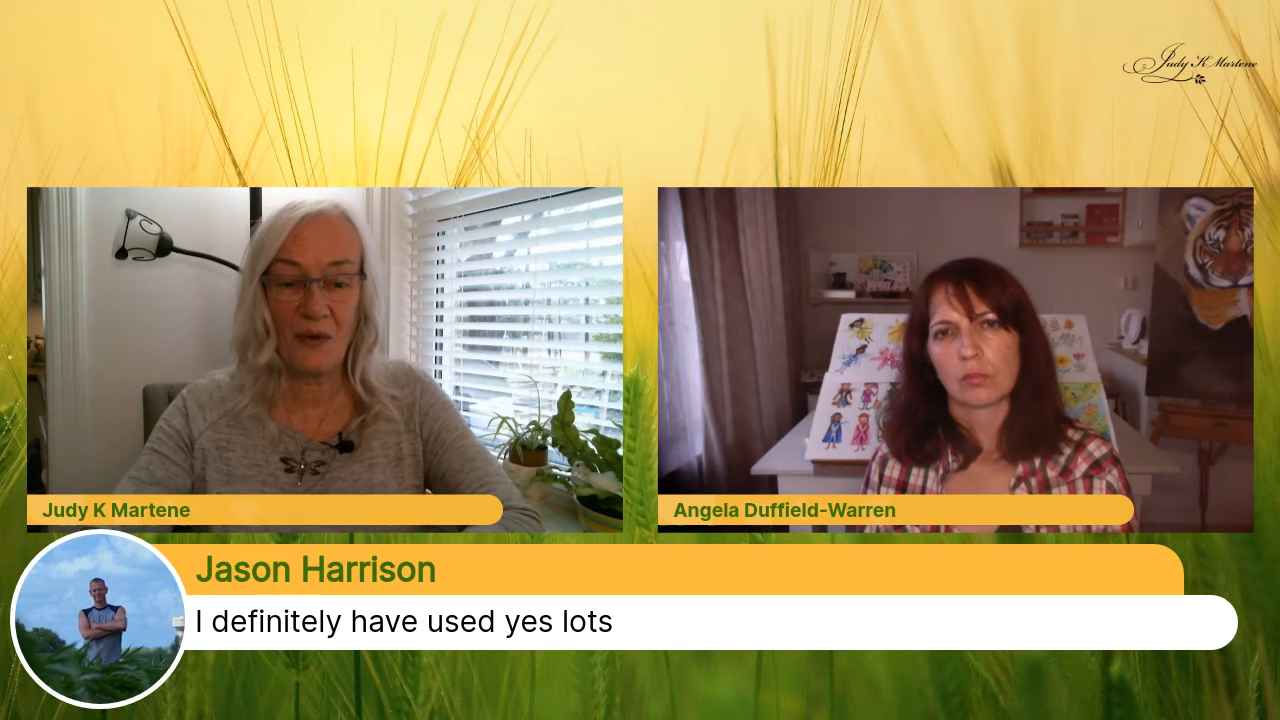 Judy K Martene
Judy K Martene
Angela Duffield-Warren
Jason Harrison
I definitely have used yes lots